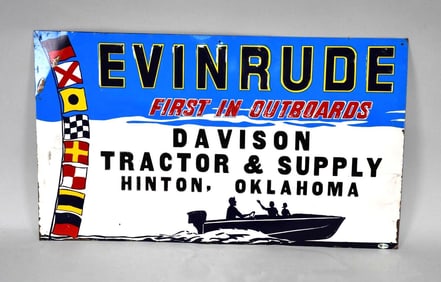 EVINRUDE
FIRST IN OUTBOARDS
DAVISON
TRACTOR & SUPPLY
HINTON, OKLAHOMA